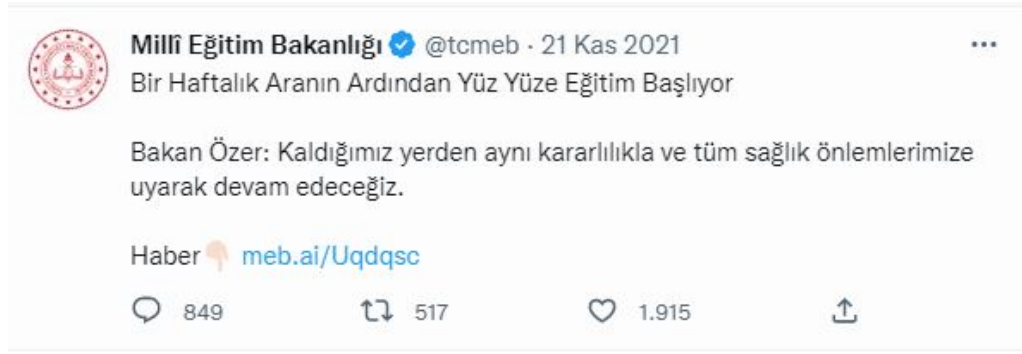 Millî Eğitim Bakanlığı @tcmeb · 21 Kas 2021
Bir Haftalık Aranın Ardından Yüz Yüze Eğitim Başlıyor
Bakan Özer: Kaldığımız yerden aynı kararlılıkla ve tüm sağlık önlemlerimize
uyarak devam edeceğiz.
Haber👇🏻 meb.ai/Uqdqsc
849 517 1.915